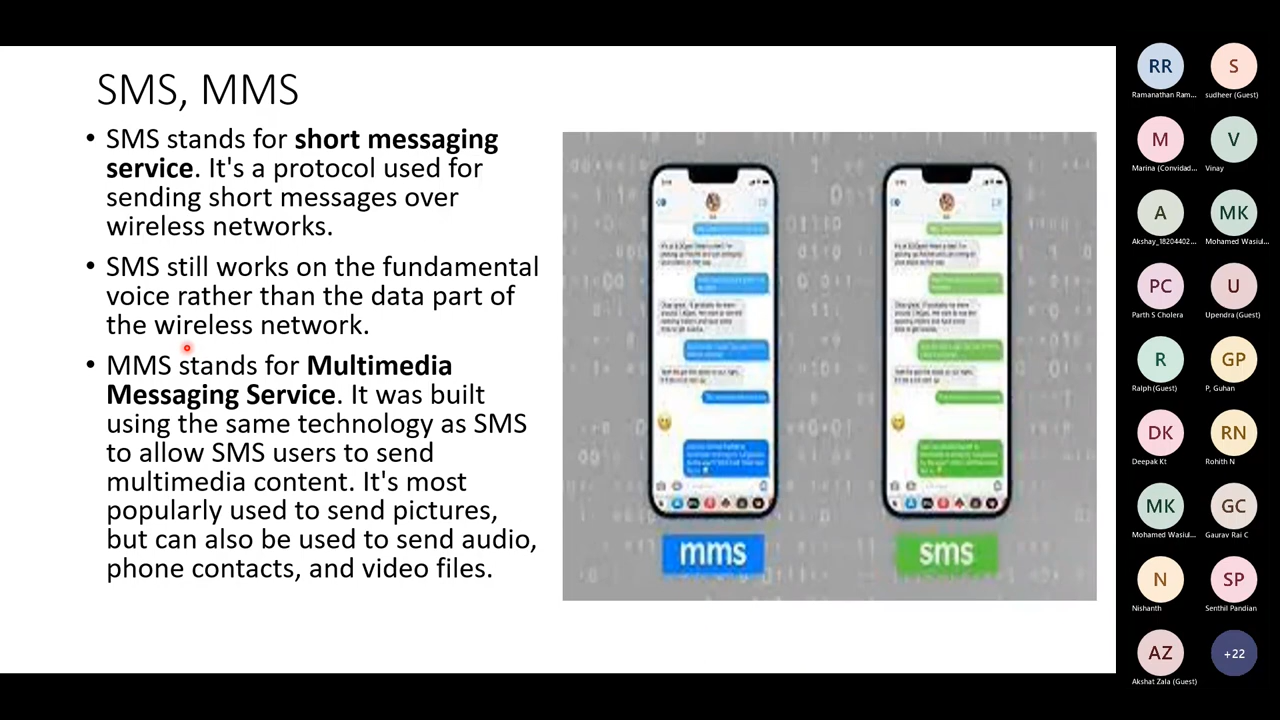 SMS, MMS
• SMS stands for short messaging
service. It's a protocol used for
sending short messages over
wireless networks.
• SMS still works on the fundamental
voice rather than the data part of
the wireless network.
• MMS stands for Multimedia
Messaging Service. It was built
using the same technology as SMS
to allow SMS users to send
multimedia content. It's most
popularly used to send pictures,
but can also be used to send audio,
phone contacts, and video files.
mms
sms
RR
S
Ramanathan Ram...
sudheer (Guest)
M
V
Marina (Convidad...
Vinay
A
MK
Akshay_18204402...
Mohamed Wasiul...
PC
U
Parth S Cholera
Upendra (Guest)
R
GP
Ralph (Guest)
P, Guhan
DK
RN
Deepak Kt
Rohith N
MK
GC
Mohamed Wasiul...
Gaurav Rai C
N
SP
Nishanth
Senthil Pandian
AZ
+22
Akshat Zala (Guest)